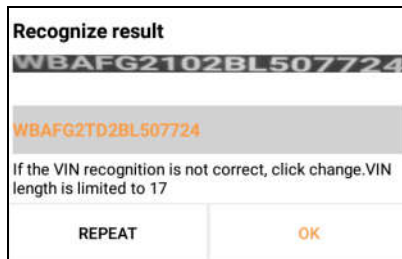 Recognize result
WBAFG2102BL507724
WBAFG2TD2BL507724
If the VIN recognition is not correct, click change.VIN
length is limited to 17
REPEAT OK